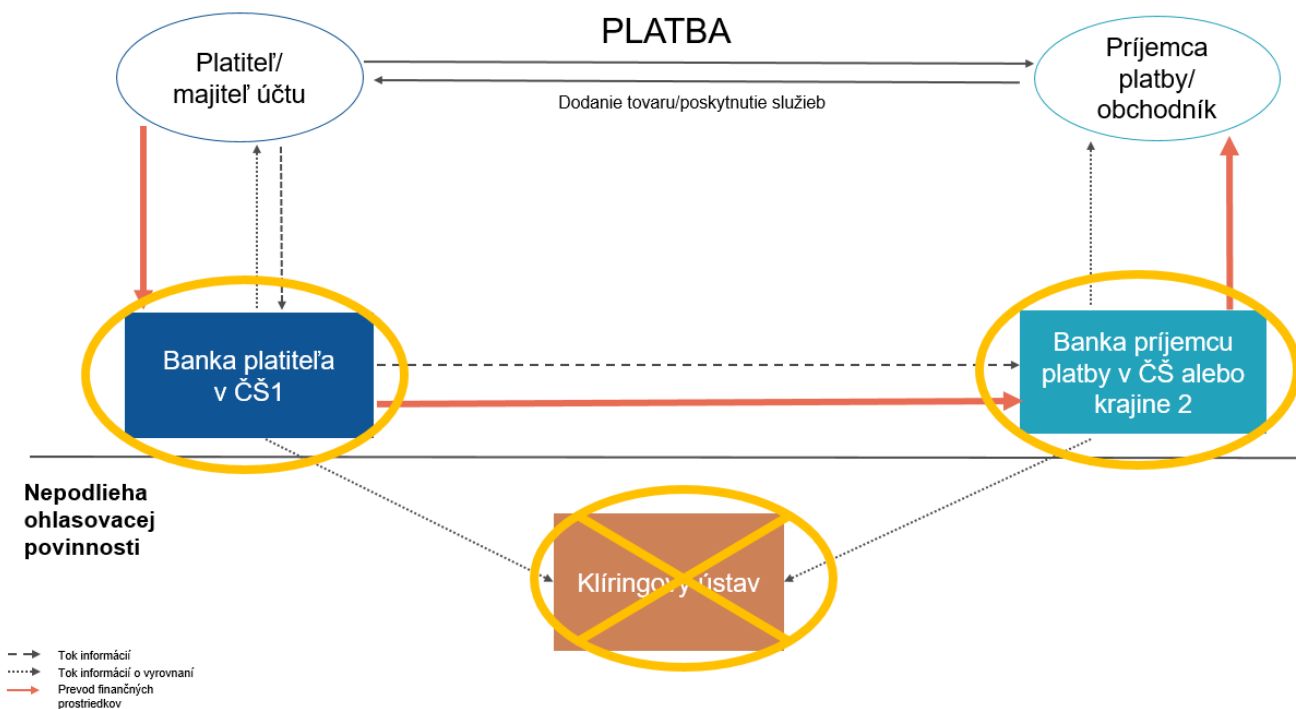 PLATBA
Platiteľ/
majiteľ účtu
Príjemca
platby/
obchodník
Dodanie tovaru/poskytnutie služieb
Banka platiteľa
v ČŠ1
Banka príjemcu
platby v ČŠ alebo
krajine 2
Nepodlieha
ohlasovacej
povinnosti
Klíringový ústav
Tok informácií
Tok informácií o vyrovnaní
Prevod finančných
prostriedkov